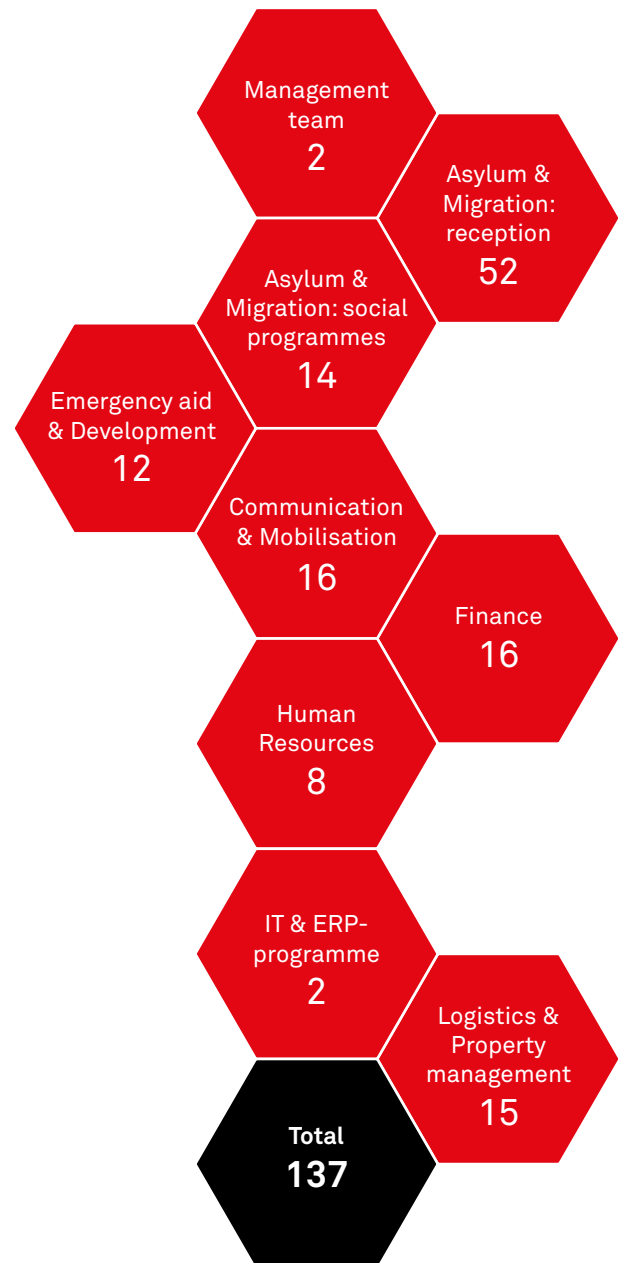 Management
team
2
Asylum &
Migration:
reception
52
Asylum &
Migration: social
programmes
14
Emergency aid
& Development
12
Communication
& Mobilisation
16
Finance
16
Human
Resources
8
IT & ERP-
programme
2
Logistics &
Property
management
15
Total
137